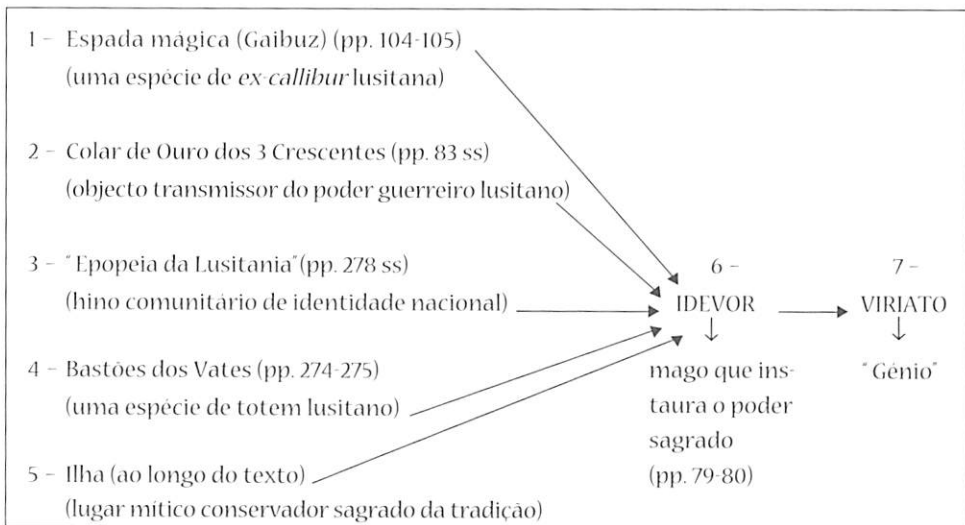 1 – Espada mágica (Gaibuz) (pp. 104-105)
(uma espécie de ex-callibur lusitana)
2 – Colar de Ouro dos 3 Crescentes (pp. 83 ss)
(objecto transmissor do poder guerreiro lusitano)
3 – "Epopeia da Lusitania" (pp. 278 ss)
(hino comunitário de identidade nacional)
4 – Bastões dos Vates (pp. 274-275)
(uma espécie de totem lusitano)
5 – Ilha (ao longo do texto)
(lugar mítico conservador sagrado da tradição)
6 –
IDEVOR
mago que ins-
taura o poder
sagrado
(pp. 79-80)
7 –
VIRIATO
"Génio"